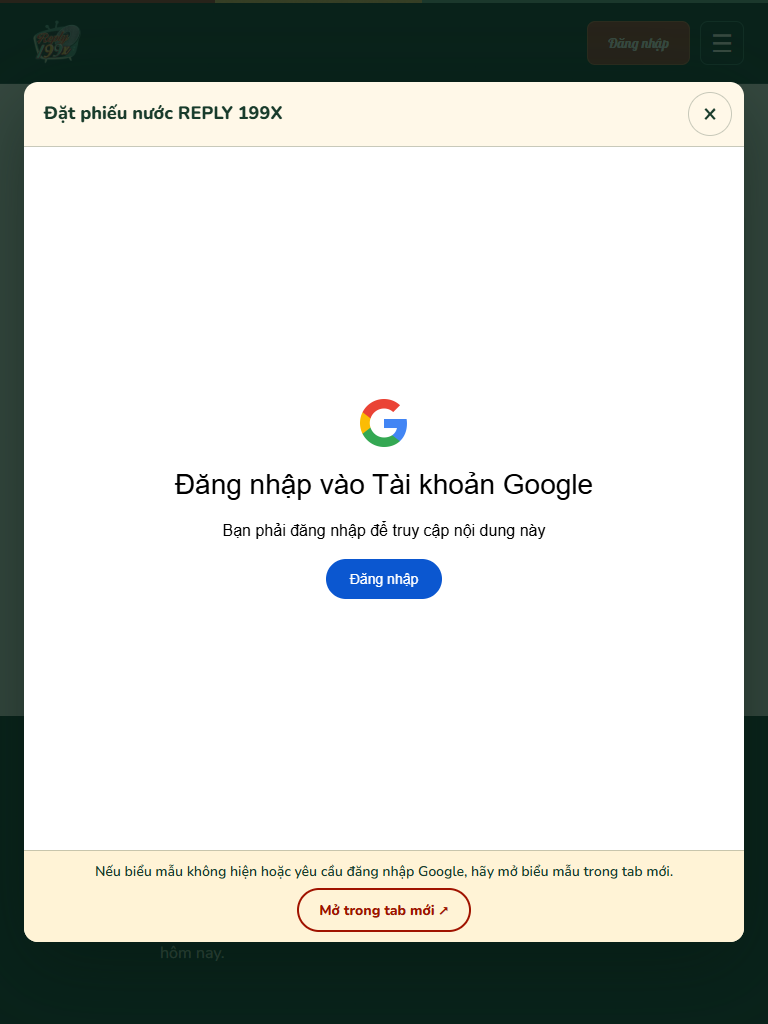 199x
Đăng nhập
Đặt phiếu nước REPLY 199X
Đăng nhập vào Tài khoản Google
Bạn phải đăng nhập để truy cập nội dung này
Đăng nhập
Nếu biểu mẫu không hiện hoặc yêu cầu đăng nhập Google, hãy mở biểu mẫu trong tab mới.
Mở trong tab mới ↗
hôm nay.